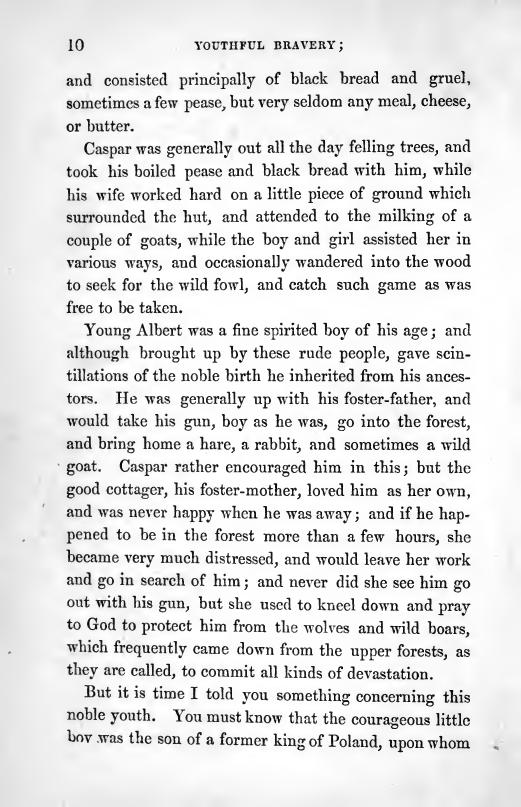 10 YOUTHFUL BRAVERY;
and consisted principally of black bread and gruel,
sometimes a few pease, but very seldom any meal, cheese,
or butter.
Caspar was generally out all the day felling trees, and
took his boiled pease and black bread with him, while
his wife worked hard on a little piece of ground which
surrounded the hut, and attended to the milking of a
couple of goats, while the boy and girl assisted her in
various ways, and occasionally wandered into the wood
to seek for the wild fowl, and catch such game as was
free to be taken.
Young Albert was a fine spirited boy of his age; and
although brought up by these rude people, gave scin-
tillations of the noble birth he inherited from his ances-
tors. He was generally up with his foster-father, and
would take his gun, boy as he was, go into the forest,
and bring home a hare, a rabbit, and sometimes a wild
goat. Caspar rather encouraged him in this; but the
good cottager, his foster-mother, loved him as her own,
and was never happy when he was away; and if he hap-
pened to be in the forest more than a few hours, she
became very much distressed, and would leave her work
and go in search of him; and never did she see him go
out with his gun, but she used to kneel down and pray
to God to protect him from the wolves and wild boars,
which frequently came down from the upper forests, as
they are called, to commit all kinds of devastation.
But it is time I told you something concerning this
noble youth. You must know that the courageous little
boy was the son of a former king of Poland, upon whom